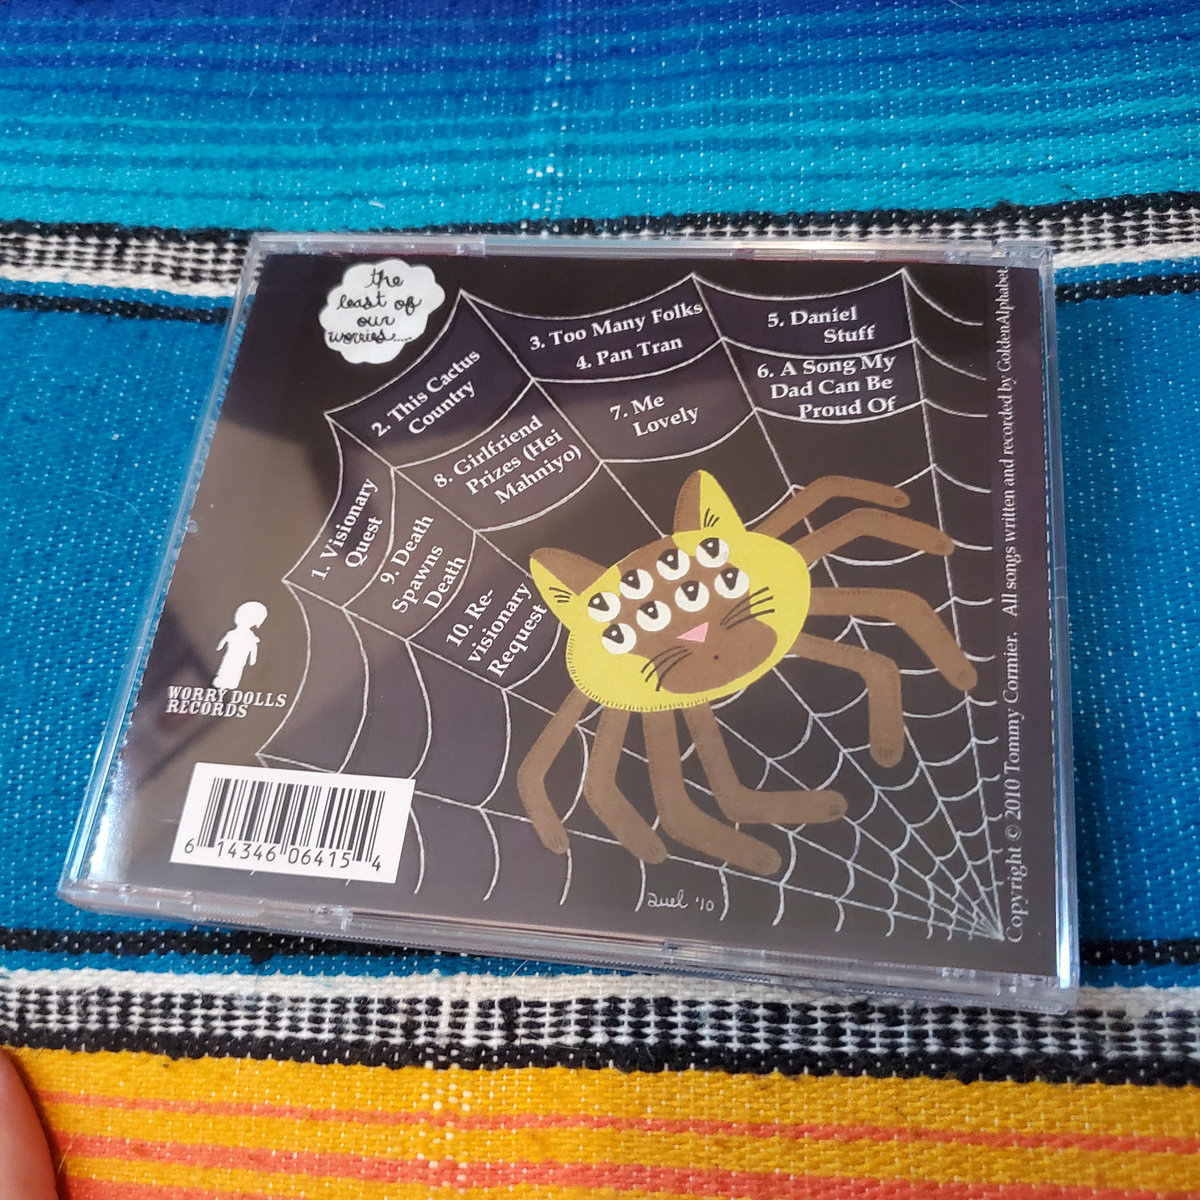 the
least of
our
worries.....
1. Visionary
Quest
2. This Cactus
Country
3. Too Many Folks
4. Pan Tran
5. Daniel
Stuff
6. A Song My
Dad Can Be
Proud Of
7. Me
Lovely
8. Girlfriend
Prizes (Hei
Mahniyo)
9. Death
Spawns
Death
10. Re-
visionary
Request
WORRY DOLLS
RECORDS
6 14346 06415 4
'10
Copyright © 2010 Tommy Cormier. All songs written and recorded by GoldenAlphabet.